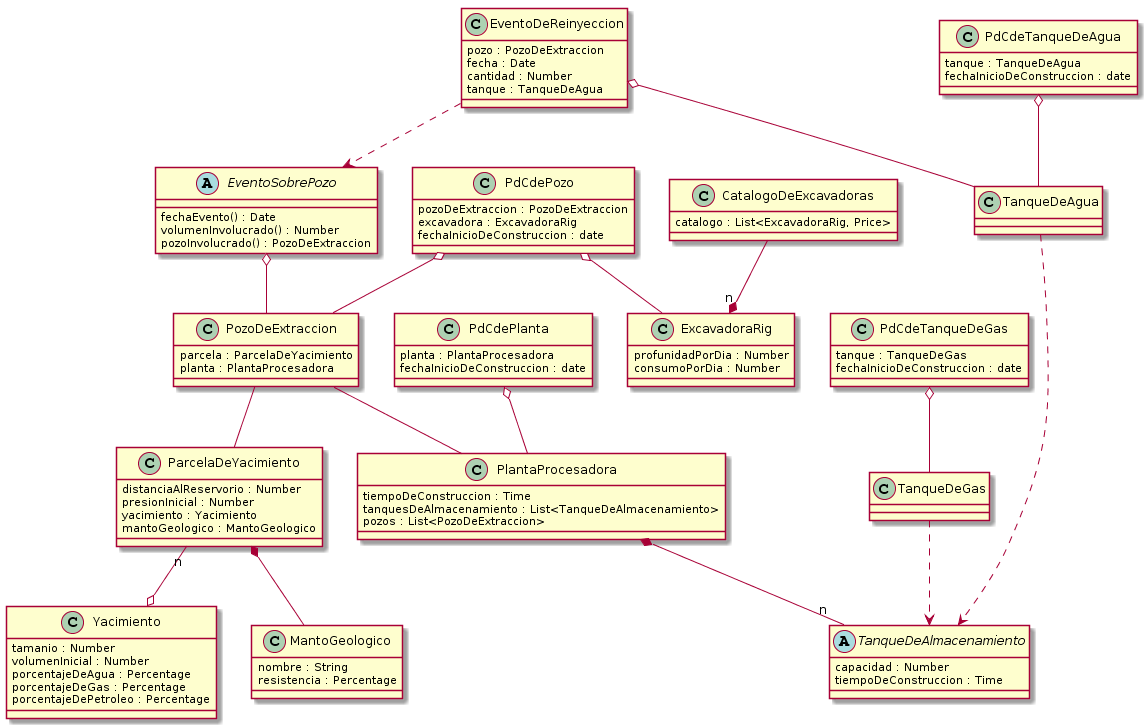 C EventoDeReinyeccion
pozo : PozoDeExtraccion
fecha : Date
cantidad : Number
tanque : TanqueDeAgua
C PdCdeTanqueDeAgua
tanque : TanqueDeAgua
fechaInicioDeConstruccion : date
A EventoSobrePozo
fechaEvento() : Date
volumenInvolucrado() : Number
pozoInvolucrado() : PozoDeExtraccion
C PdCdePozo
pozoDeExtraccion : PozoDeExtraccion
excavadora : ExcavadoraRig
fechaInicioDeConstruccion : date
C CatalogoDeExcavadoras
catalogo : List<ExcavadoraRig, Price>
C TanqueDeAgua
n
C PozoDeExtraccion
parcela : ParcelaDeYacimiento
planta : PlantaProcesadora
C PdCdePlanta
planta : PlantaProcesadora
fechaInicioDeConstruccion : date
C ExcavadoraRig
profunidadPorDia : Number
consumoPorDia : Number
C PdCdeTanqueDeGas
tanque : TanqueDeGas
fechaInicioDeConstruccion : date
C ParcelaDeYacimiento
distanciaAlReservorio : Number
presionInicial : Number
yacimiento : Yacimiento
mantoGeologico : MantoGeologico
C PlantaProcesadora
tiempoDeConstruccion : Time
tanquesDeAlmacenamiento : List<TanqueDeAlmacenamiento>
pozos : List<PozoDeExtraccion>
C TanqueDeGas
n
n
C Yacimiento
tamanio : Number
volumenInicial : Number
porcentajeDeAgua : Percentage
porcentajeDeGas : Percentage
porcentajeDePetroleo : Percentage
C MantoGeologico
nombre : String
resistencia : Percentage
A TanqueDeAlmacenamiento
capacidad : Number
tiempoDeConstruccion : Time